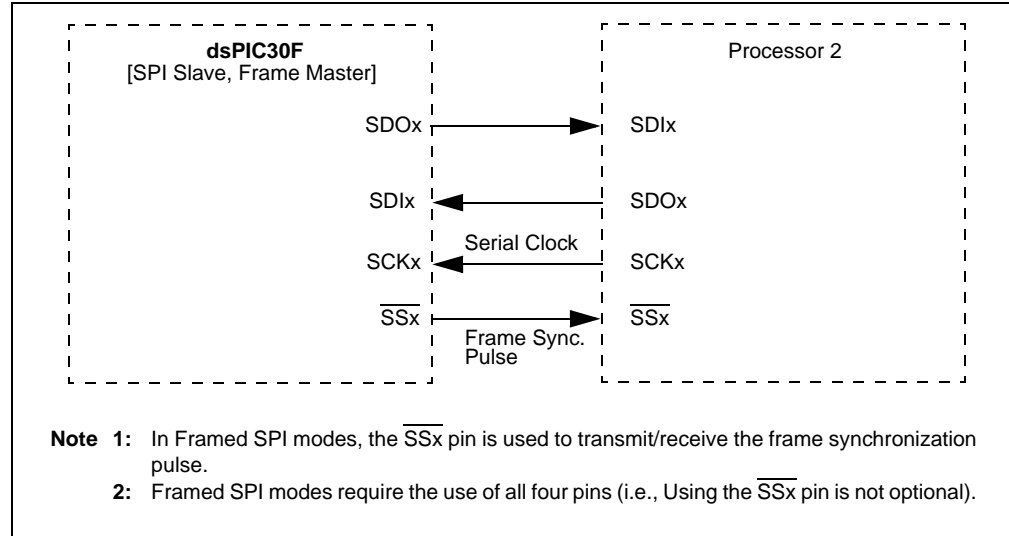 dsPIC30F
[SPI Slave, Frame Master]
Processor 2
SDOx
SDIx
SDIx
SDOx
Serial Clock
SCKx
SCKx
SSx
SSx
Frame Sync.
Pulse
Note 1: In Framed SPI modes, the SSx pin is used to transmit/receive the frame synchronization
pulse.
2: Framed SPI modes require the use of all four pins (i.e., Using the SSx pin is not optional).